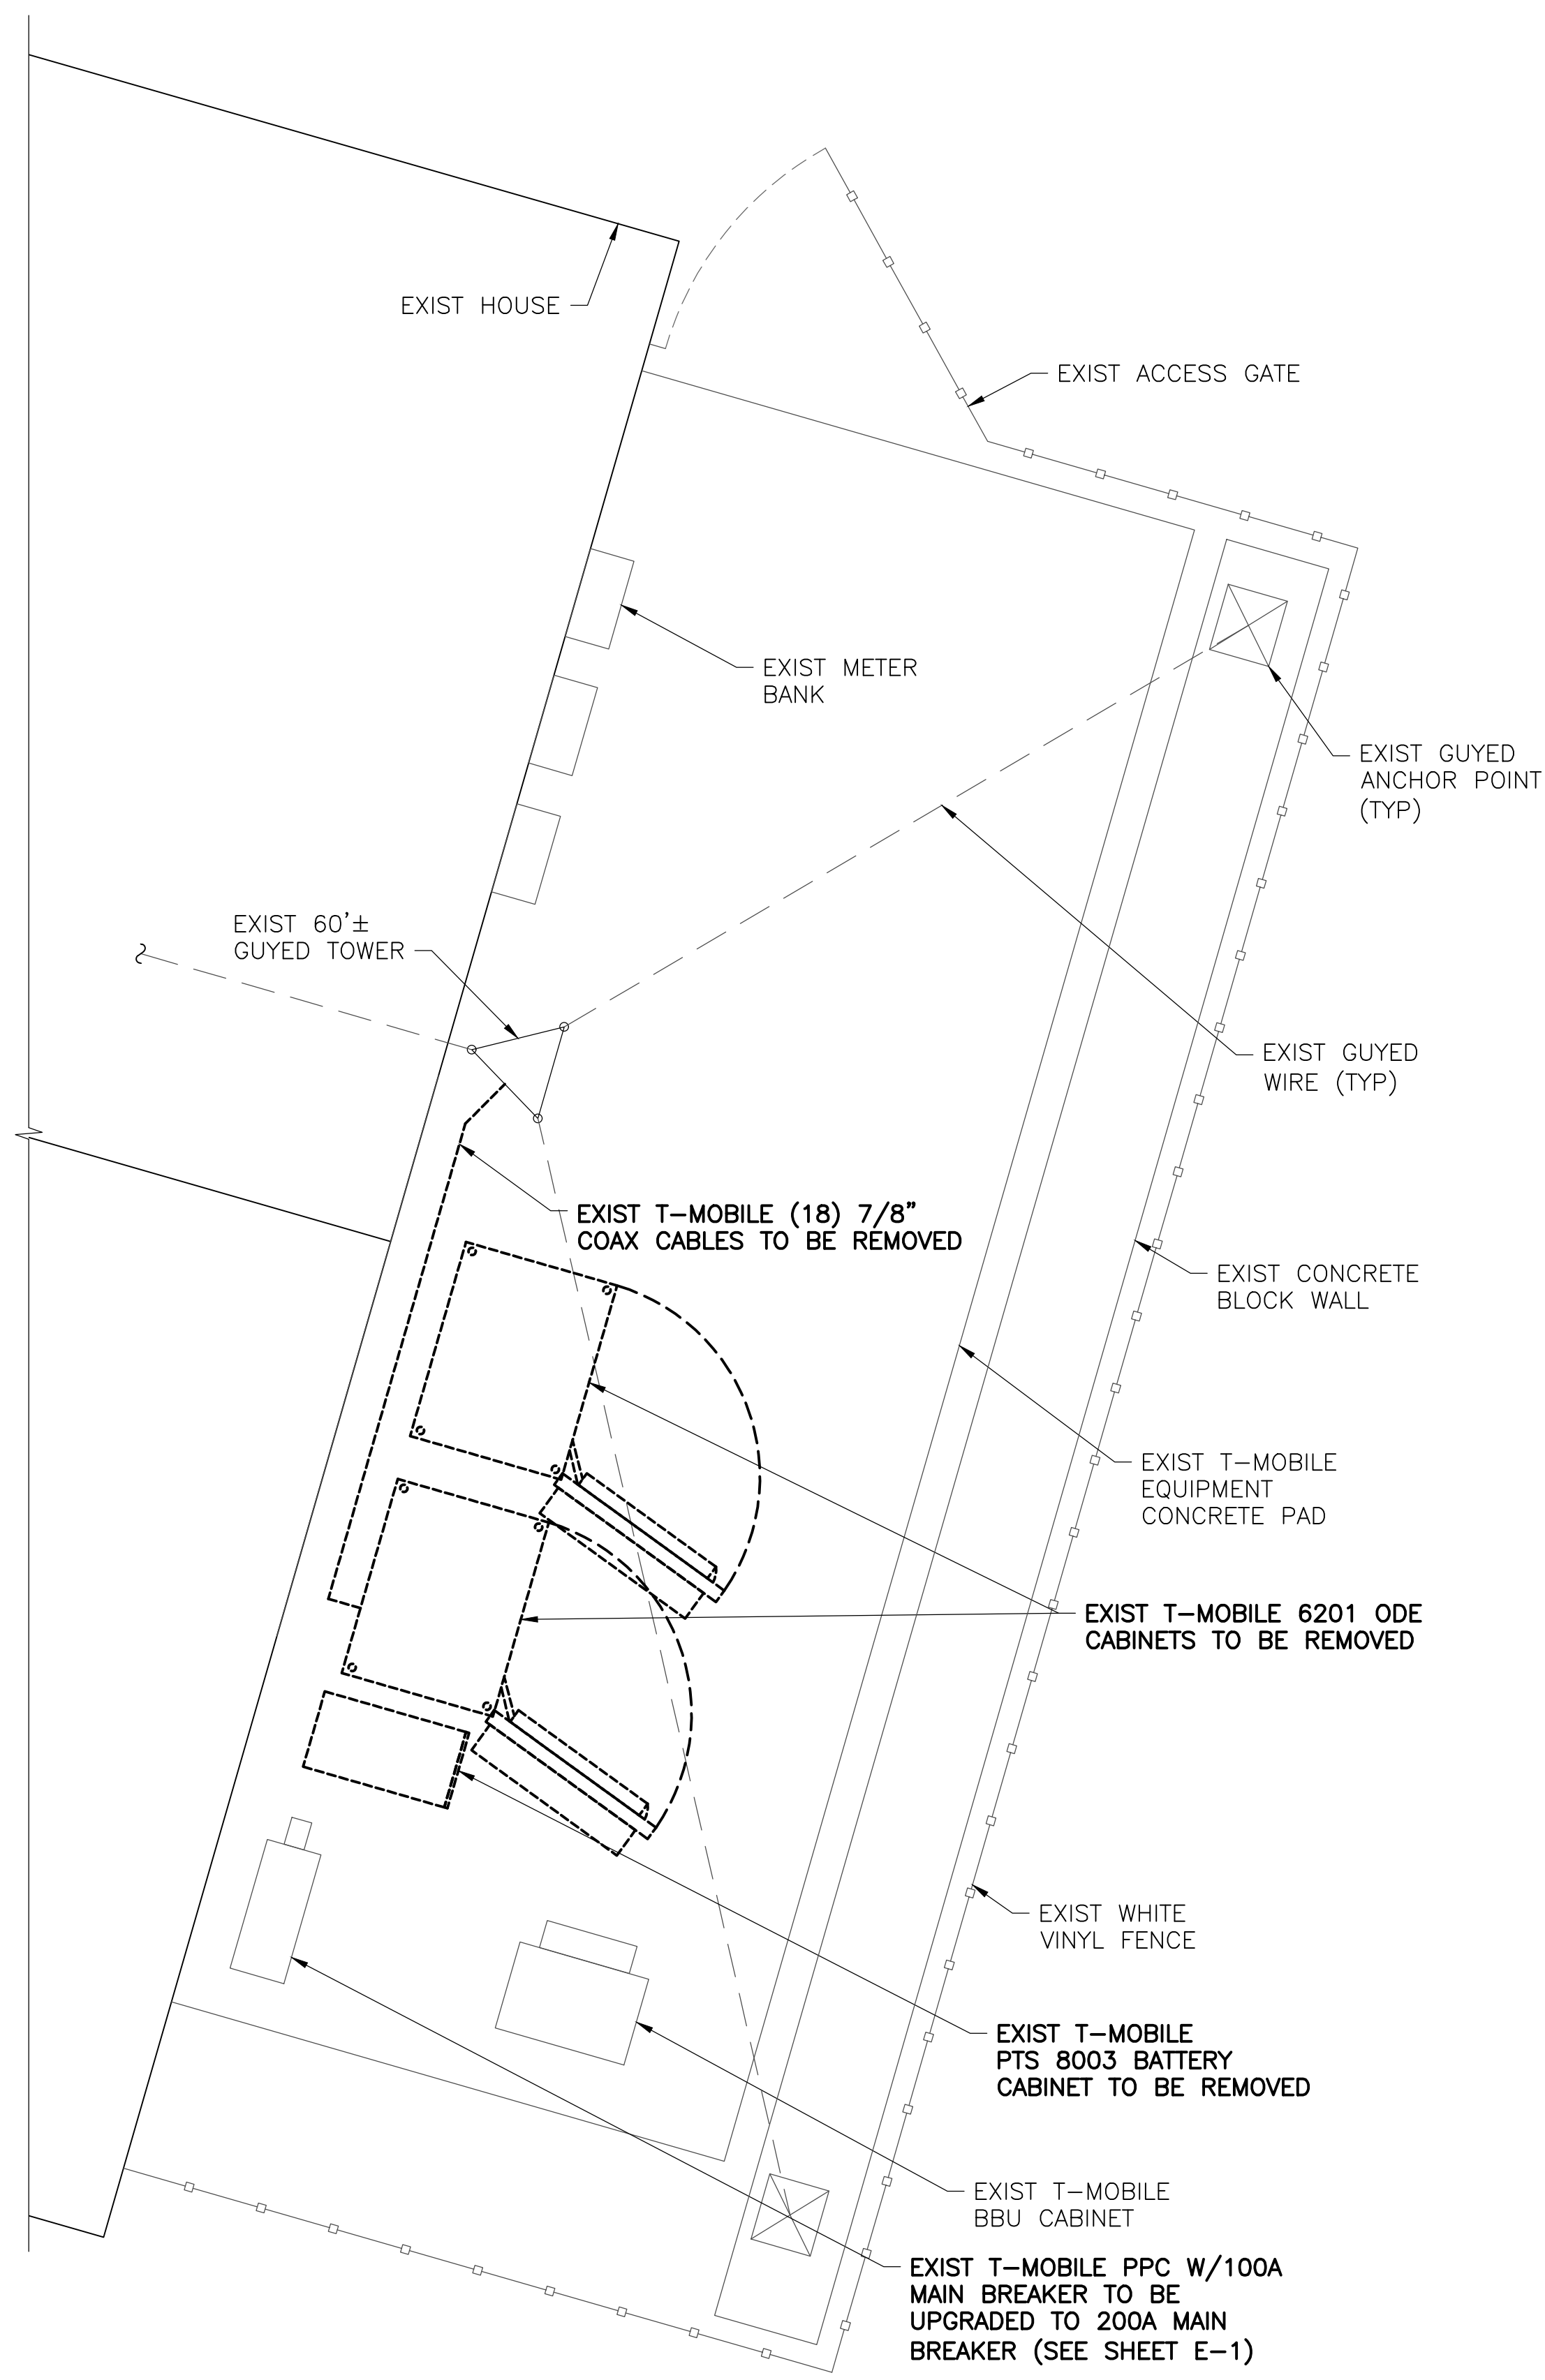 EXIST HOUSE
EXIST ACCESS GATE
EXIST METER
BANK
EXIST GUYED
ANCHOR POINT
(TYP)
EXIST 60'±
GUYED TOWER
EXIST GUYED
WIRE (TYP)
EXIST T-MOBILE (18) 7/8"
COAX CABLES TO BE REMOVED
EXIST CONCRETE
BLOCK WALL
EXIST T-MOBILE
EQUIPMENT
CONCRETE PAD
EXIST T-MOBILE 6201 ODE
CABINETS TO BE REMOVED
EXIST WHITE
VINYL FENCE
EXIST T-MOBILE
PTS 8003 BATTERY
CABINET TO BE REMOVED
EXIST T-MOBILE
BBU CABINET
EXIST T-MOBILE PPC W/100A
MAIN BREAKER TO BE
UPGRADED TO 200A MAIN
BREAKER (SEE SHEET E-1)